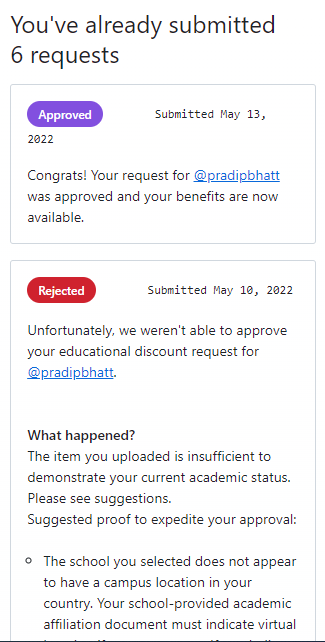 You've already submitted
6 requests
Approved Submitted May 13,
2022
Congrats! Your request for @pradipbhatt
was approved and your benefits are now
available.
Rejected Submitted May 10, 2022
Unfortunately, we weren't able to approve
your educational discount request for
@pradipbhatt.
What happened?
The item you uploaded is insufficient to
demonstrate your current academic status.
Please see suggestions.
Suggested proof to expedite your approval:
The school you selected does not appear
to have a campus location in your
country. Your school-provided academic
affiliation document must indicate virtual